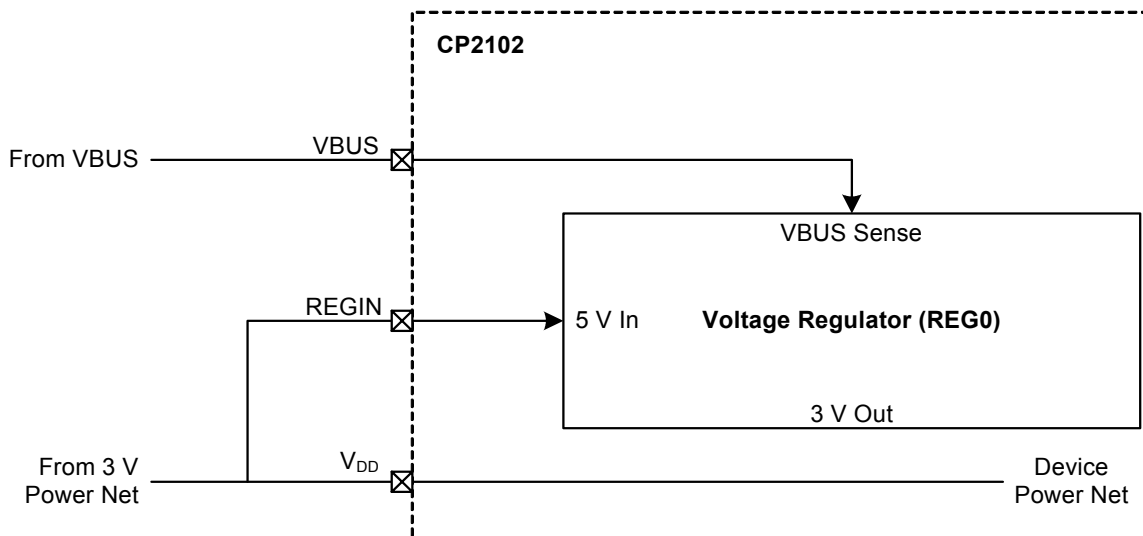 CP2102
VBUS
From VBUS
VBUS Sense
REGIN
5 V In
Voltage Regulator (REG0)
3 V Out
From 3 V
Power Net
VDD
Device
Power Net